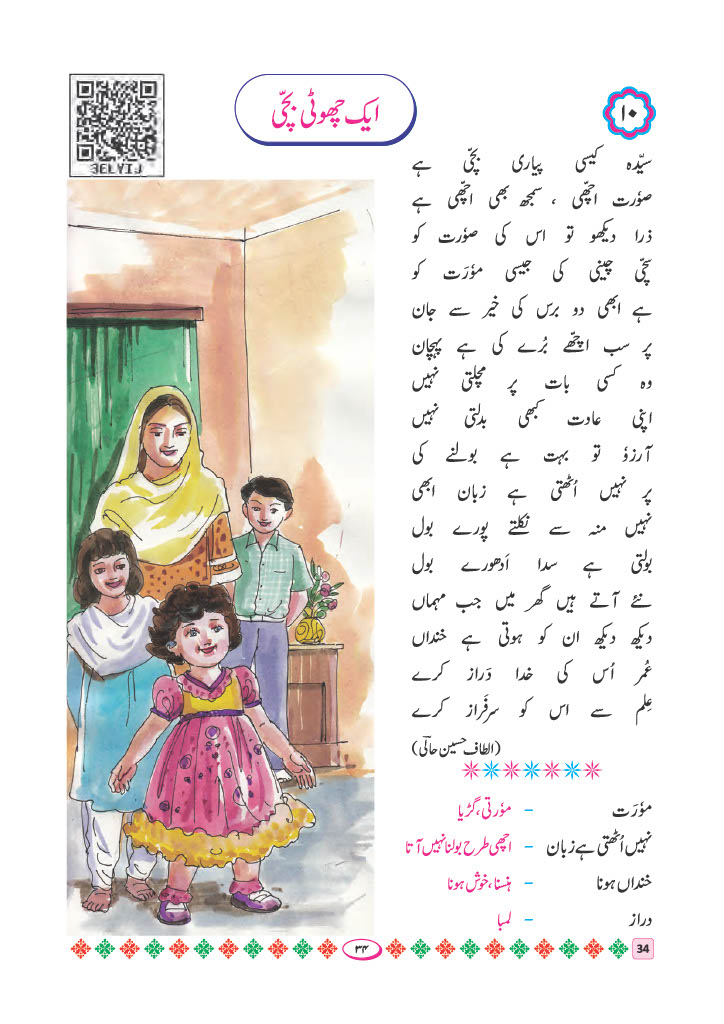 ۱۰
ایک چھوٹی بچّی
3ELYIJ
سیّدہ کیسی پیاری بچّی ہے
صوٗرت اچھّی ، سمجھ بھی اچھّی ہے
ذرا دیکھو تو اس کی صوٗرت کو
سچّی چینی کی جیسی موٗرَت کو
ہے ابھی دو برس کی خیر سے جان
پر سب اچھّے بُرے کی ہے پہچان
وہ کسی بات پر مچلتی نہیں
اپنی عادت کبھی بدلتی نہیں
آرزوٗ تو بہت ہے بولنے کی
پر نہیں اُٹھتی ہے زبان ابھی
نہیں منہ سے نکلتے پورے بول
بولتی ہے سدا اَدھورے بول
نئے آتے ہیں گھر میں جب مہماں
دیکھ دیکھ ان کو ہوتی ہے خنداں
عُمر اُس کی خدا دَراز کرے
عِلم سے اس کو سرفَراز کرے
(الطاف حسین حالؔی)
موٗرَت – موٗرتی، گڑیا
نہیں اُٹھتی ہے زبان – اچھی طرح بولنا نہیں آتا
خنداں ہونا – ہنسنا، خوش ہونا
دراز – لمبا
۳۴
34